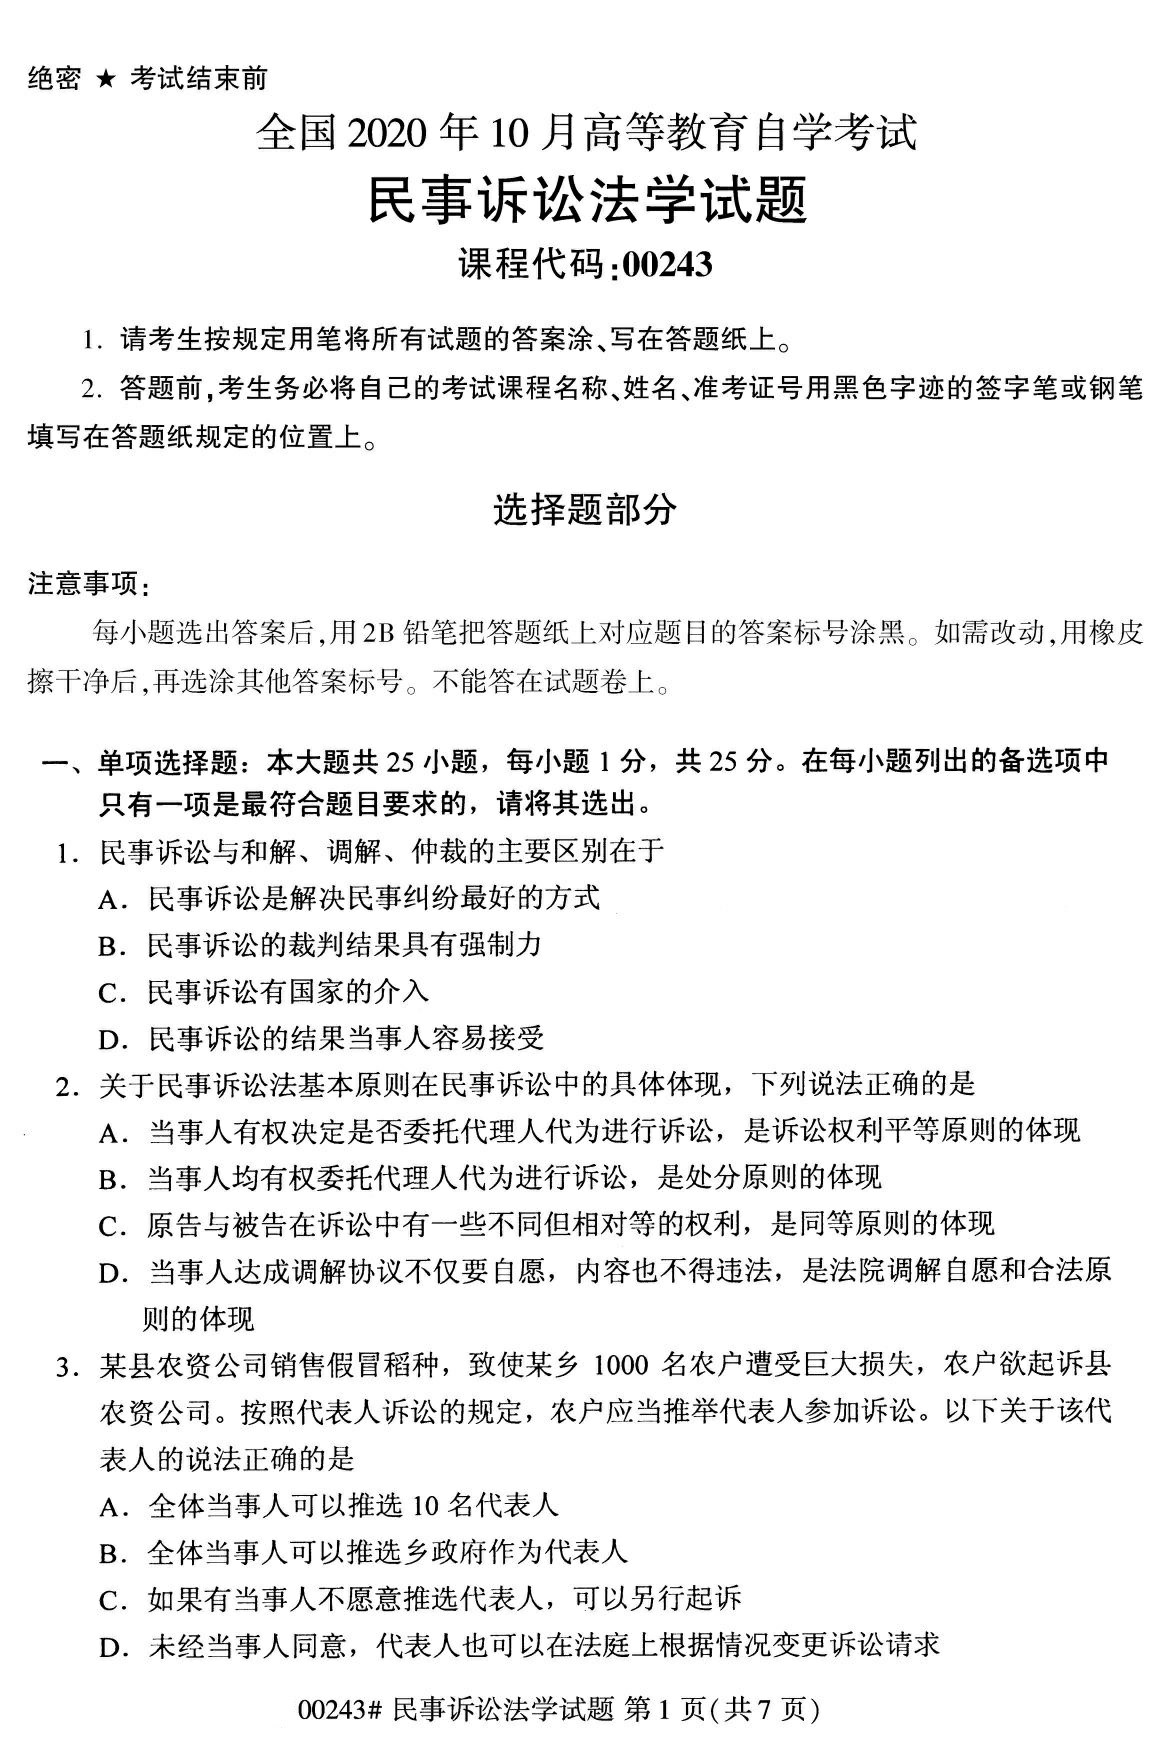 绝密 ★ 考试结束前
全国 2020 年 10 月高等教育自学考试
民事诉讼法学试题
课程代码:00243
1. 请考生按规定用笔将所有试题的答案涂、写在答题纸上。
2. 答题前,考生务必将自己的考试课程名称、姓名、准考证号用黑色字迹的签字笔或钢笔
填写在答题纸规定的位置上。
选择题部分
注意事项:
每小题选出答案后,用 2B 铅笔把答题纸上对应题目的答案标号涂黑。如需改动,用橡皮
擦干净后,再选涂其他答案标号。不能答在试题卷上。
一、单项选择题：本大题共 25 小题，每小题 1 分，共 25 分。在每小题列出的备选项中
只有一项是最符合题目要求的，请将其选出。
1．民事诉讼与和解、调解、仲裁的主要区别在于
A．民事诉讼是解决民事纠纷最好的方式
B．民事诉讼的裁判结果具有强制力
C．民事诉讼有国家的介入
D．民事诉讼的结果当事人容易接受
2．关于民事诉讼法基本原则在民事诉讼中的具体体现，下列说法正确的是
A．当事人有权决定是否委托代理人代为进行诉讼，是诉讼权利平等原则的体现
B．当事人均有权委托代理人代为进行诉讼，是处分原则的体现
C．原告与被告在诉讼中有一些不同但相对等的权利，是同等原则的体现
D．当事人达成调解协议不仅要自愿，内容也不得违法，是法院调解自愿和合法原
则的体现
3．某县农资公司销售假冒稻种，致使某乡 1000 名农户遭受巨大损失，农户欲起诉县
农资公司。按照代表人诉讼的规定，农户应当推举代表人参加诉讼。以下关于该代
表人的说法正确的是
A．全体当事人可以推选 10 名代表人
B．全体当事人可以推选乡政府作为代表人
C．如果有当事人不愿意推选代表人，可以另行起诉
D．未经当事人同意，代表人也可以在法庭上根据情况变更诉讼请求
00243# 民事诉讼法学试题 第 1 页(共 7 页)